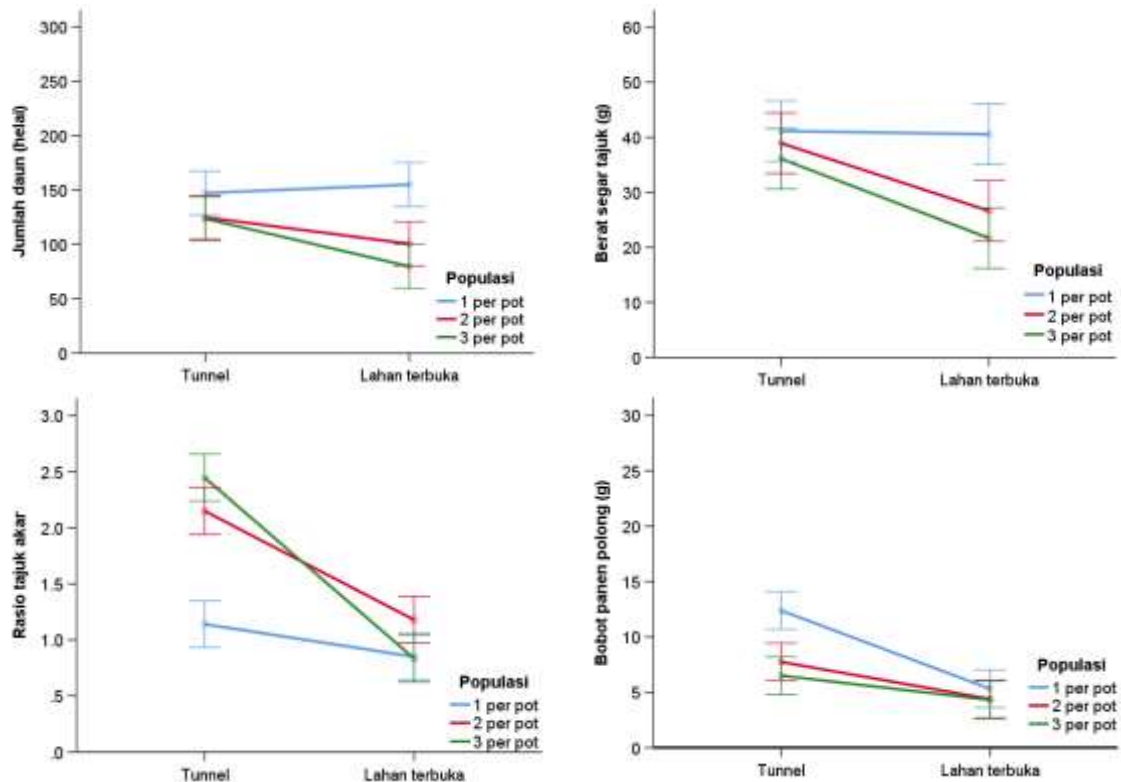 Jumlah daun (helai)
300
250
200
150
100
50
0
Tunnel
Lahan terbuka
Populasi
1 per pot
2 per pot
3 per pot
Berat segar tajuk (g)
60
50
40
30
20
10
0
Tunnel
Lahan terbuka
Populasi
1 per pot
2 per pot
3 per pot
Rasio tajuk akar
3.0
2.5
2.0
1.5
1.0
.5
.0
Tunnel
Lahan terbuka
Populasi
1 per pot
2 per pot
3 per pot
Bobot panen polong (g)
30
25
20
15
10
5
0
Tunnel
Lahan terbuka
Populasi
1 per pot
2 per pot
3 per pot